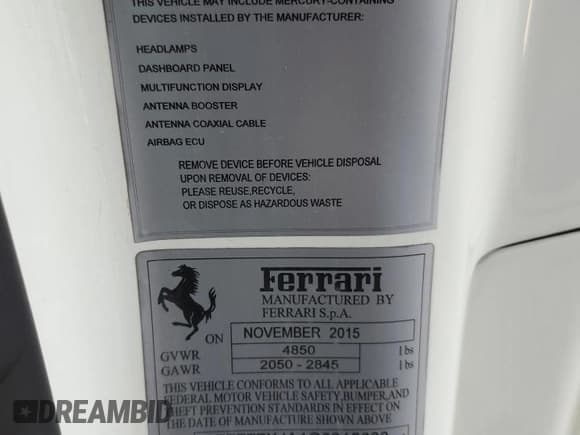 THIS VEHICLE MAY INCLUDE MERCURY-CONTAINING
DEVICES INSTALLED BY THE MANUFACTURER:
HEADLAMPS
DASHBOARD PANEL
MULTIFUNCTION DISPLAY
ANTENNA BOOSTER
ANTENNA COAXIAL CABLE
AIRBAG ECU
REMOVE DEVICE BEFORE VEHICLE DISPOSAL
UPON REMOVAL OF DEVICES:
PLEASE REUSE,RECYCLE,
OR DISPOSE AS HAZARDOUS WASTE
Ferrari
MANUFACTURED BY
FERRARI S.p.A.
ON NOVEMBER 2015
GVWR 4850 lbs
GAWR 2050 - 2845 lbs
THIS VEHICLE CONFORMS TO ALL APPLICABLE
FEDERAL MOTOR VEHICLE SAFETY,BUMPER,AND
THEFT PREVENTION STANDARDS IN EFFECT ON
THE DATE OF MANUFACTURE SHOWN ABOVE
DREAMBID